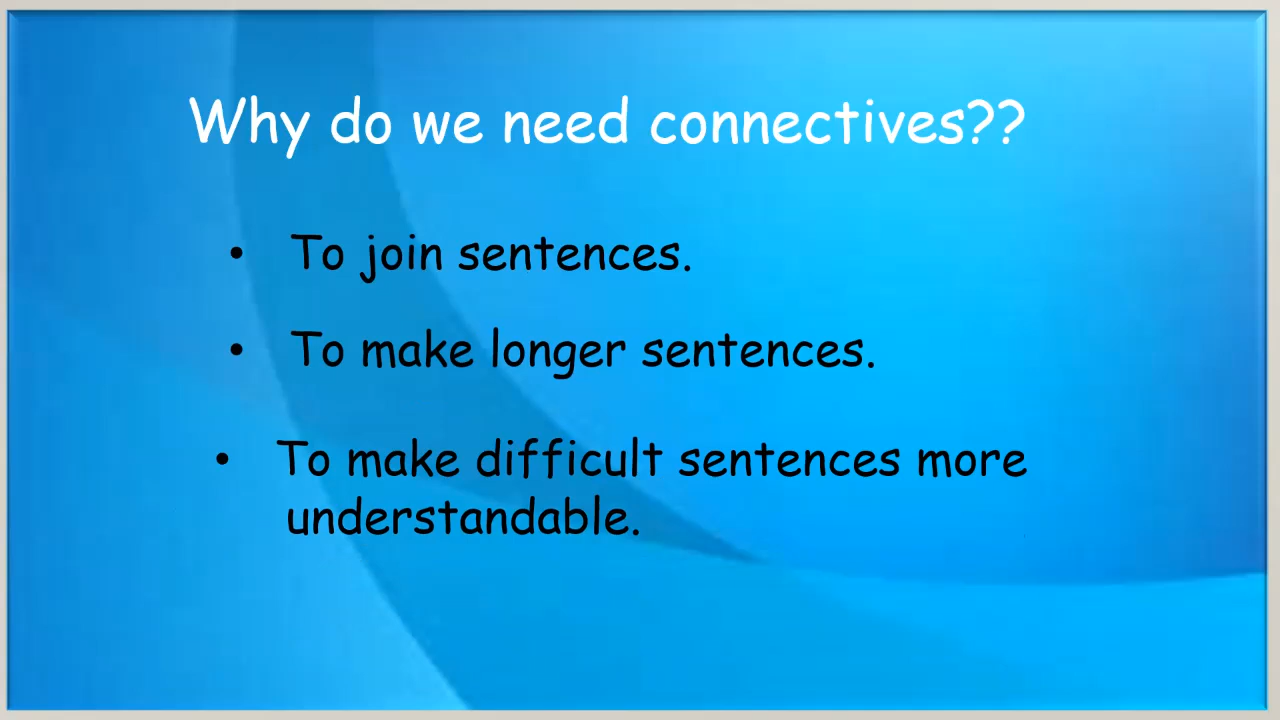 Why do we need connectives??
• To join sentences.
• To make longer sentences.
• To make difficult sentences more
understandable.